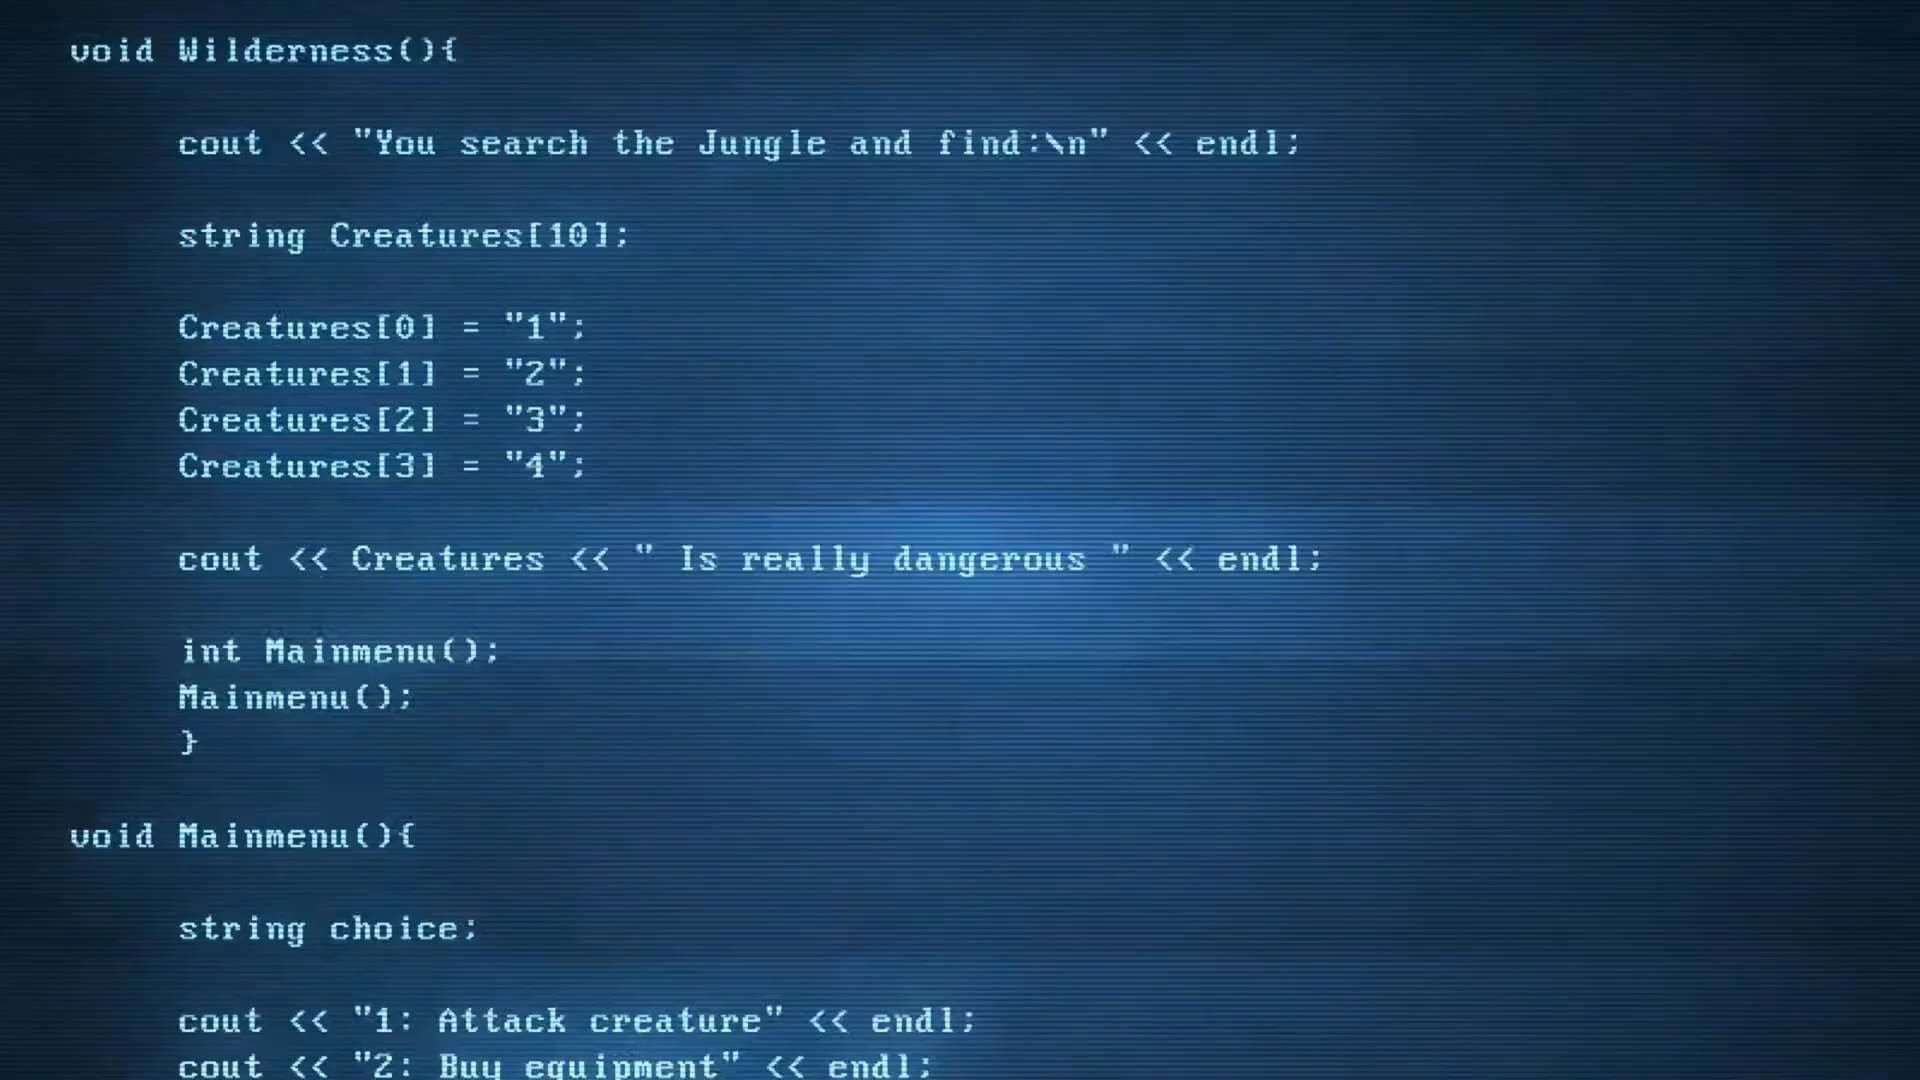 void Wilderness(){
cout << "You search the Jungle and find:\n" << endl;
string Creatures[10];
Creatures[0] = "1";
Creatures[1] = "2";
Creatures[2] = "3";
Creatures[3] = "4";
cout << Creatures << " Is really dangerous " << endl;
int Mainmenu();
Mainmenu();
}
void Mainmenu(){
string choice;
cout << "1: Attack creature" << endl;
cout << "2: Buy equipment" << endl;